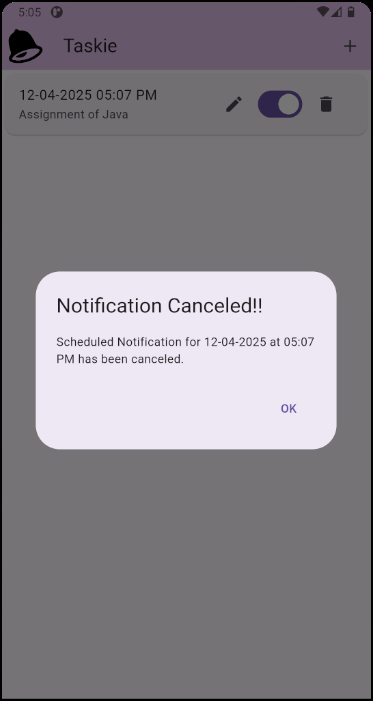 5:05
Taskie
12-04-2025 05:07 PM
Assignment of Java
Notification Canceled!!
Scheduled Notification for 12-04-2025 at 05:07
PM has been canceled.
OK